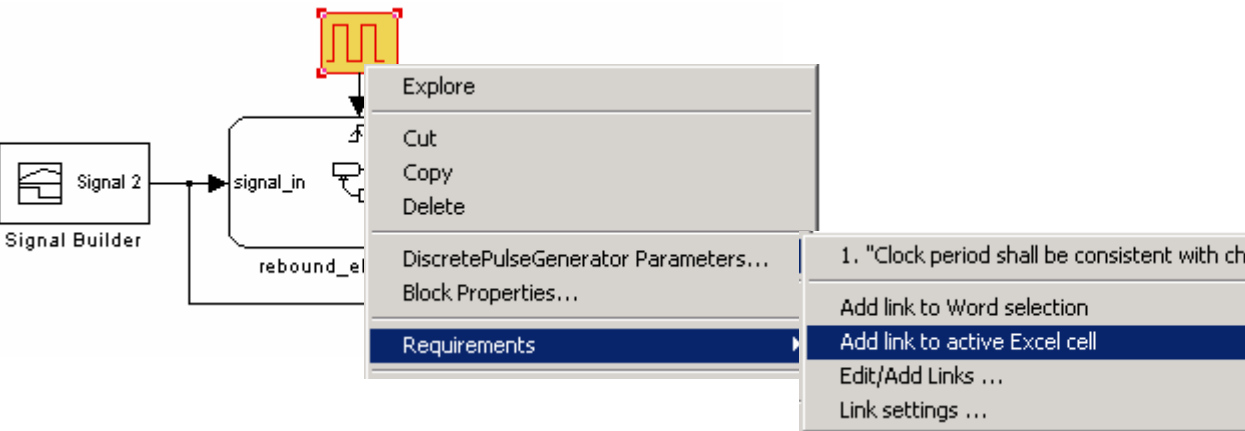 Explore
Cut
Copy
Delete
DiscretePulseGenerator Parameters...
Block Properties...
Requirements
1. "Clock period shall be consistent with ch
Add link to Word selection
Add link to active Excel cell
Edit/Add Links ...
Link settings ...
Signal 2
signal_in
Signal Builder
rebound_el